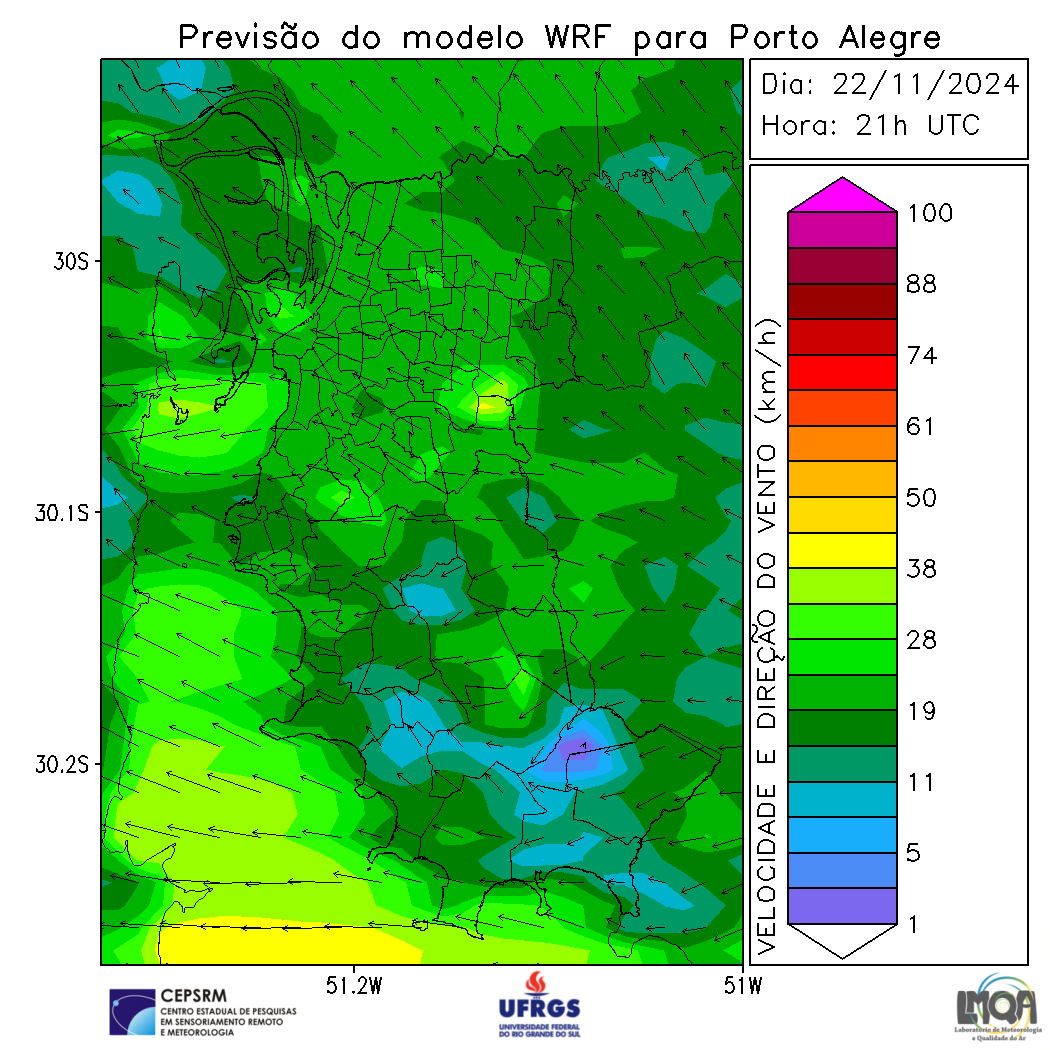 Previsão do modelo WRF para Porto Alegre
Dia: 22/11/2024
Hora: 21h UTC
30S
30.1S
30.2S
51.2W
51W
VELOCIDADE E DIREÇÃO DO VENTO (km/h)
100
88
74
61
50
38
28
19
11
5
1
CEPSRM
CENTRO ESTADUAL DE PESQUISAS
EM SENSORIAMENTO REMOTO
E METEOROLOGIA
UFRGS
UNIVERSIDADE FEDERAL
DO RIO GRANDE DO SUL
LMQA
Laboratório de Meteorologia
e Qualidade do Ar